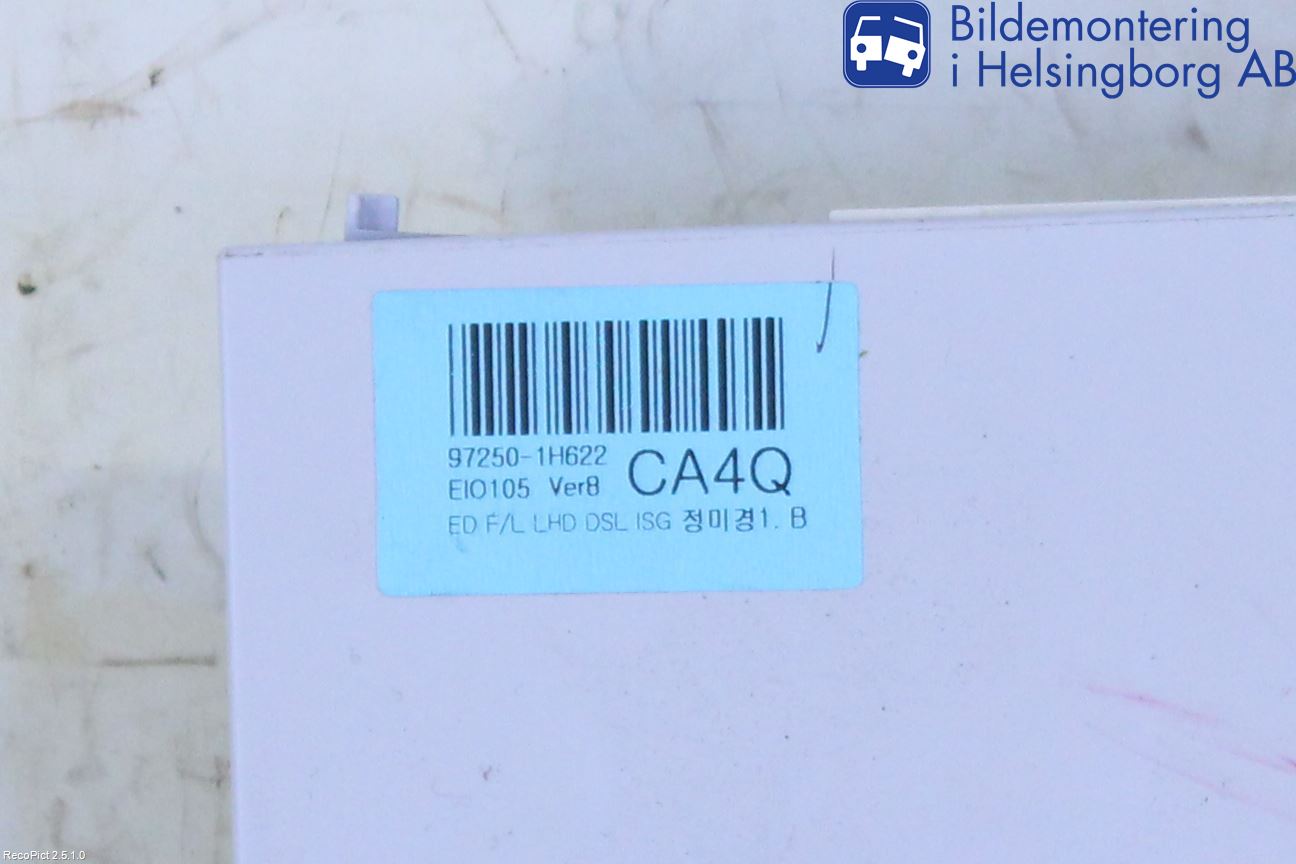 Bildemontering
i Helsingborg AB
97250-1H622
EIO105 Ver8
CA4Q
ED F/L LHD DSL ISG 정미경1. B
RecoPict 2.5.1.0